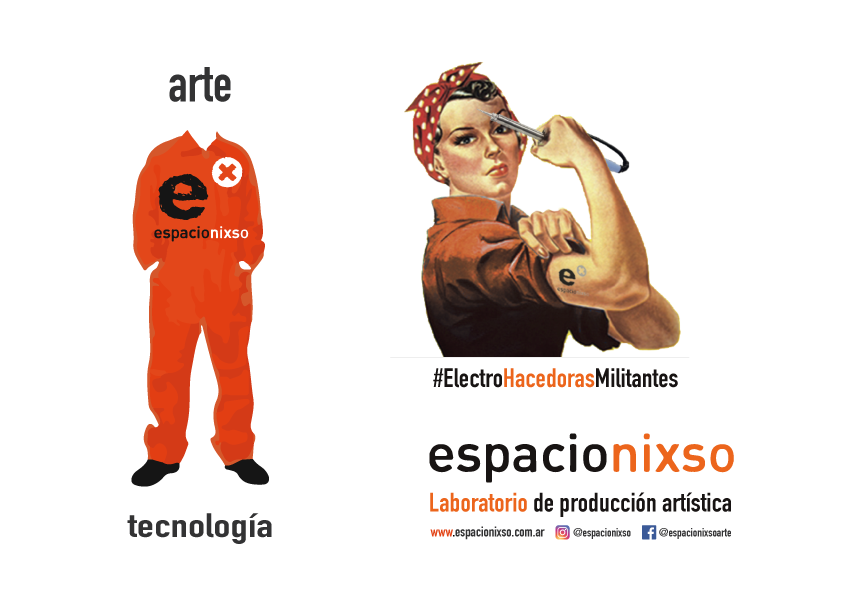 arte
e
espacionixso
tecnología
e
#ElectroHacedorasMilitantes
espacionixso
Laboratorio de producción artística
www.espacionixso.com.ar @espacionixso @espacionixsoarte